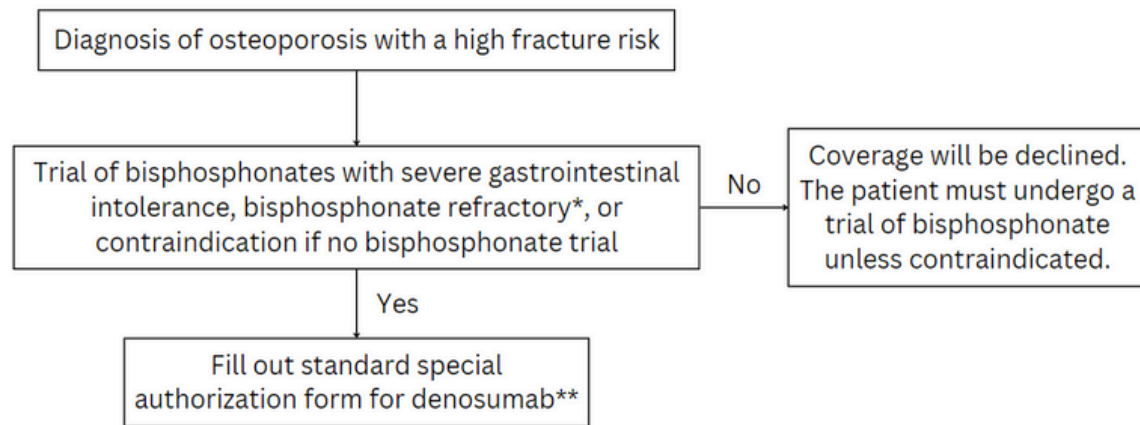 Diagnosis of osteoporosis with a high fracture risk
Trial of bisphosphonates with severe gastrointestinal
intolerance, bisphosphonate refractory*, or
contraindication if no bisphosphonate trial
No
Coverage will be declined.
The patient must undergo a
trial of bisphosphonate
unless contraindicated.
Yes
Fill out standard special
authorization form for denosumab**